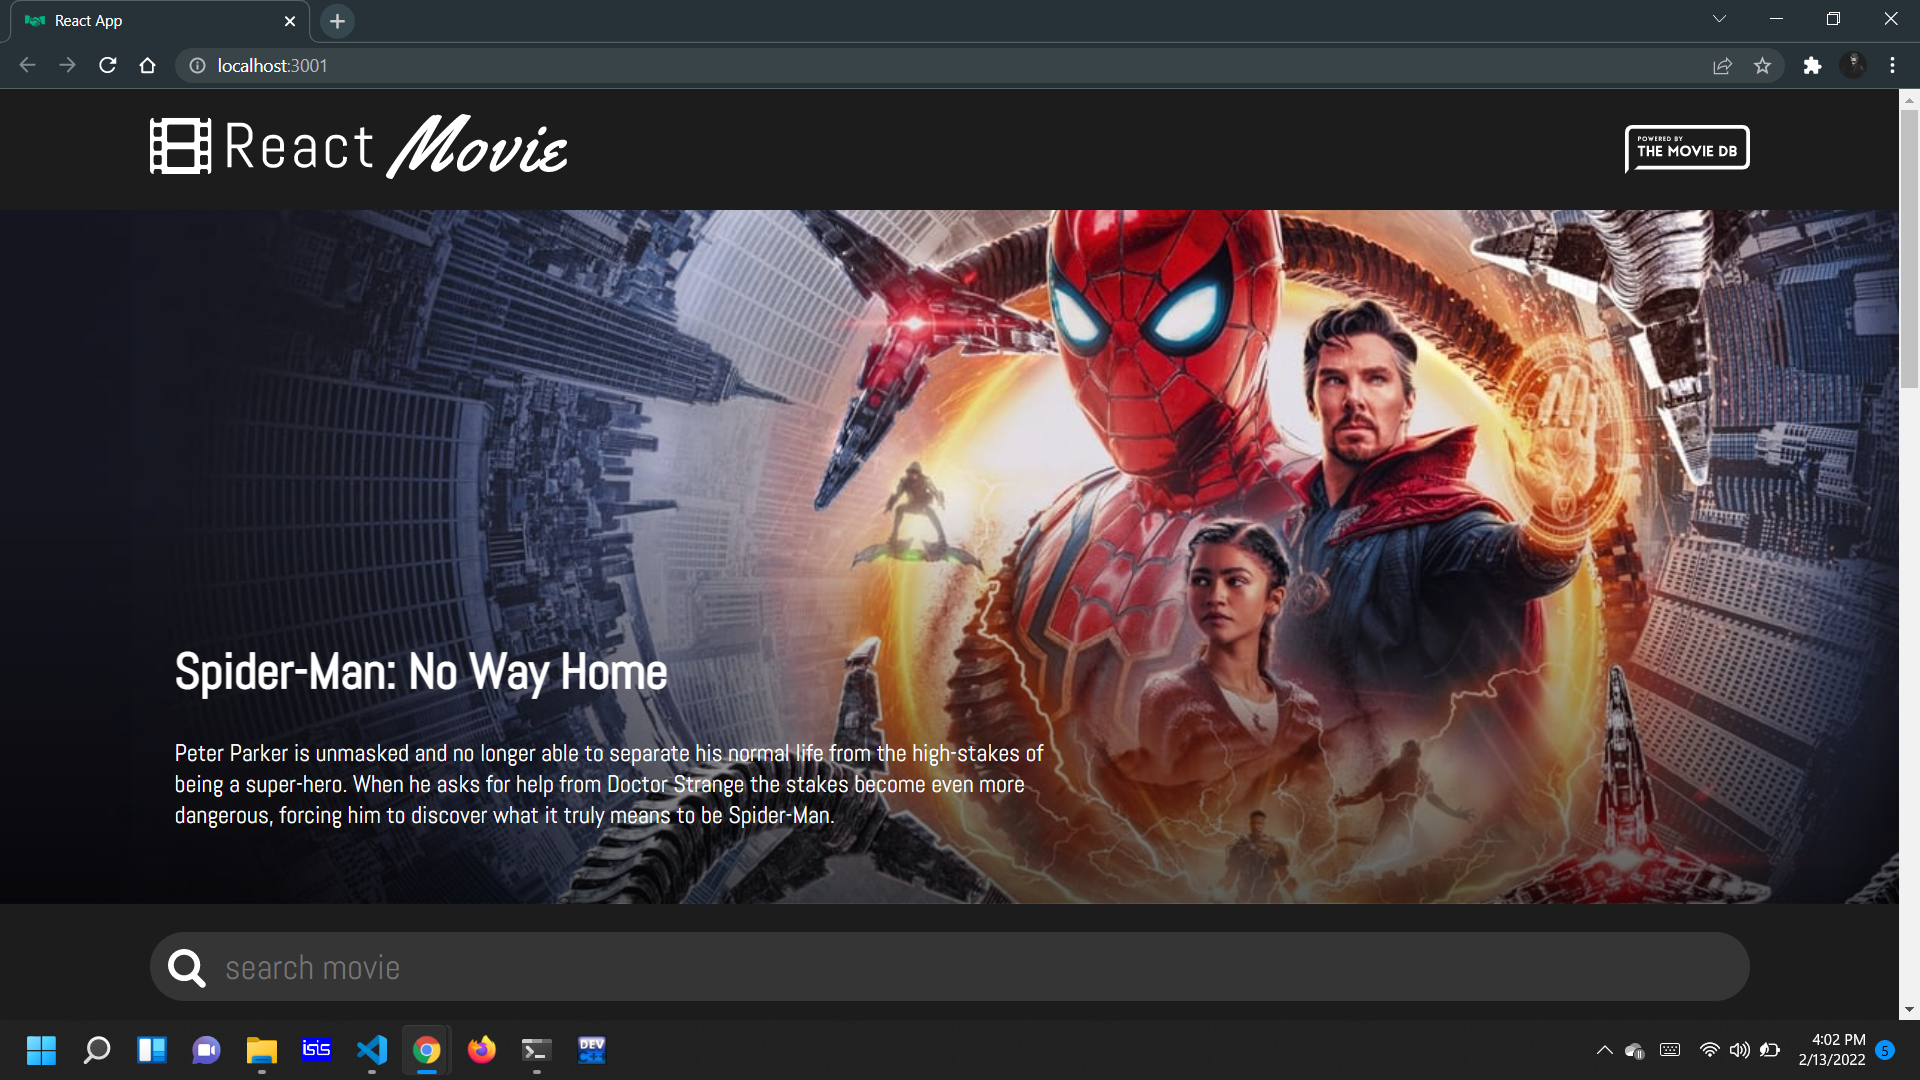 React App
localhost:3001
React Movie
POWERED BY
THE MOVIE DB
Spider-Man: No Way Home
Peter Parker is unmasked and no longer able to separate his normal life from the high-stakes of
being a super-hero. When he asks for help from Doctor Strange the stakes become even more
dangerous, forcing him to discover what it truly means to be Spider-Man.
search movie
isis
DEV
C++
4:02 PM
2/13/2022
5